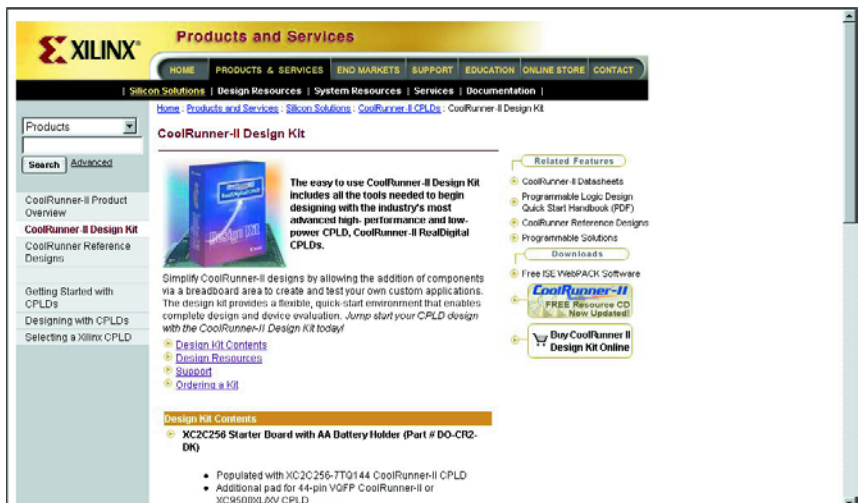 XILINX®
Products and Services
HOME PRODUCTS & SERVICES END MARKETS SUPPORT EDUCATION ONLINE STORE CONTACT
| Silicon Solutions | Design Resources | System Resources | Services | Documentation |
Home : Products and Services : Silicon Solutions : CoolRunner-II CPLDs : CoolRunner-II Design Kit
Products
Search Advanced
CoolRunner-II Product
Overview
CoolRunner-II Design Kit
CoolRunner Reference
Designs
Getting Started with
CPLDs
Designing with CPLDs
Selecting a Xilinx CPLD
CoolRunner-II Design Kit
Design Kit
The easy to use CoolRunner-II Design Kit
includes all the tools needed to begin
designing with the industry's most
advanced high- performance and low-
power CPLD, CoolRunner-II RealDigital
CPLDs.
Simplify CoolRunner-II designs by allowing the addition of components
via a breadboard area to create and test your own custom applications.
The design kit provides a flexible, quick-start environment that enables
complete design and device evaluation. Jump start your CPLD design
with the CoolRunner-II Design Kit today!
Design Kit Contents
Design Resources
Support
Ordering a Kit
Design Kit Contents
XC2C256 Starter Board with AA Battery Holder (Part # DO-CR2-
DK)
• Populated with XC2C256-7TQ144 CoolRunner-II CPLD
• Additional pad for 44-pin VQFP CoolRunner-II or
XC9500XL/XV CPLD
Related Features
CoolRunner-II Datasheets
Programmable Logic Design
Quick Start Handbook (PDF)
CoolRunner Reference Designs
Programmable Solutions
Downloads
Free ISE WebPACK Software
CoolRunner-II
FREE Resource CD
Now Updated!
Buy CoolRunner II
Design Kit Online